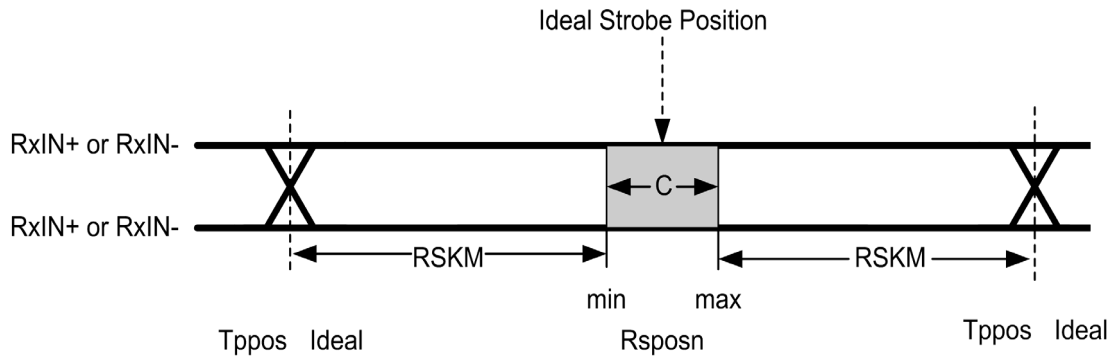 Ideal Strobe Position
RxIN+ or RxIN-
C
RxIN+ or RxIN-
RSKM
RSKM
min
max
Tppos Ideal
Rsposn
Tppos Ideal